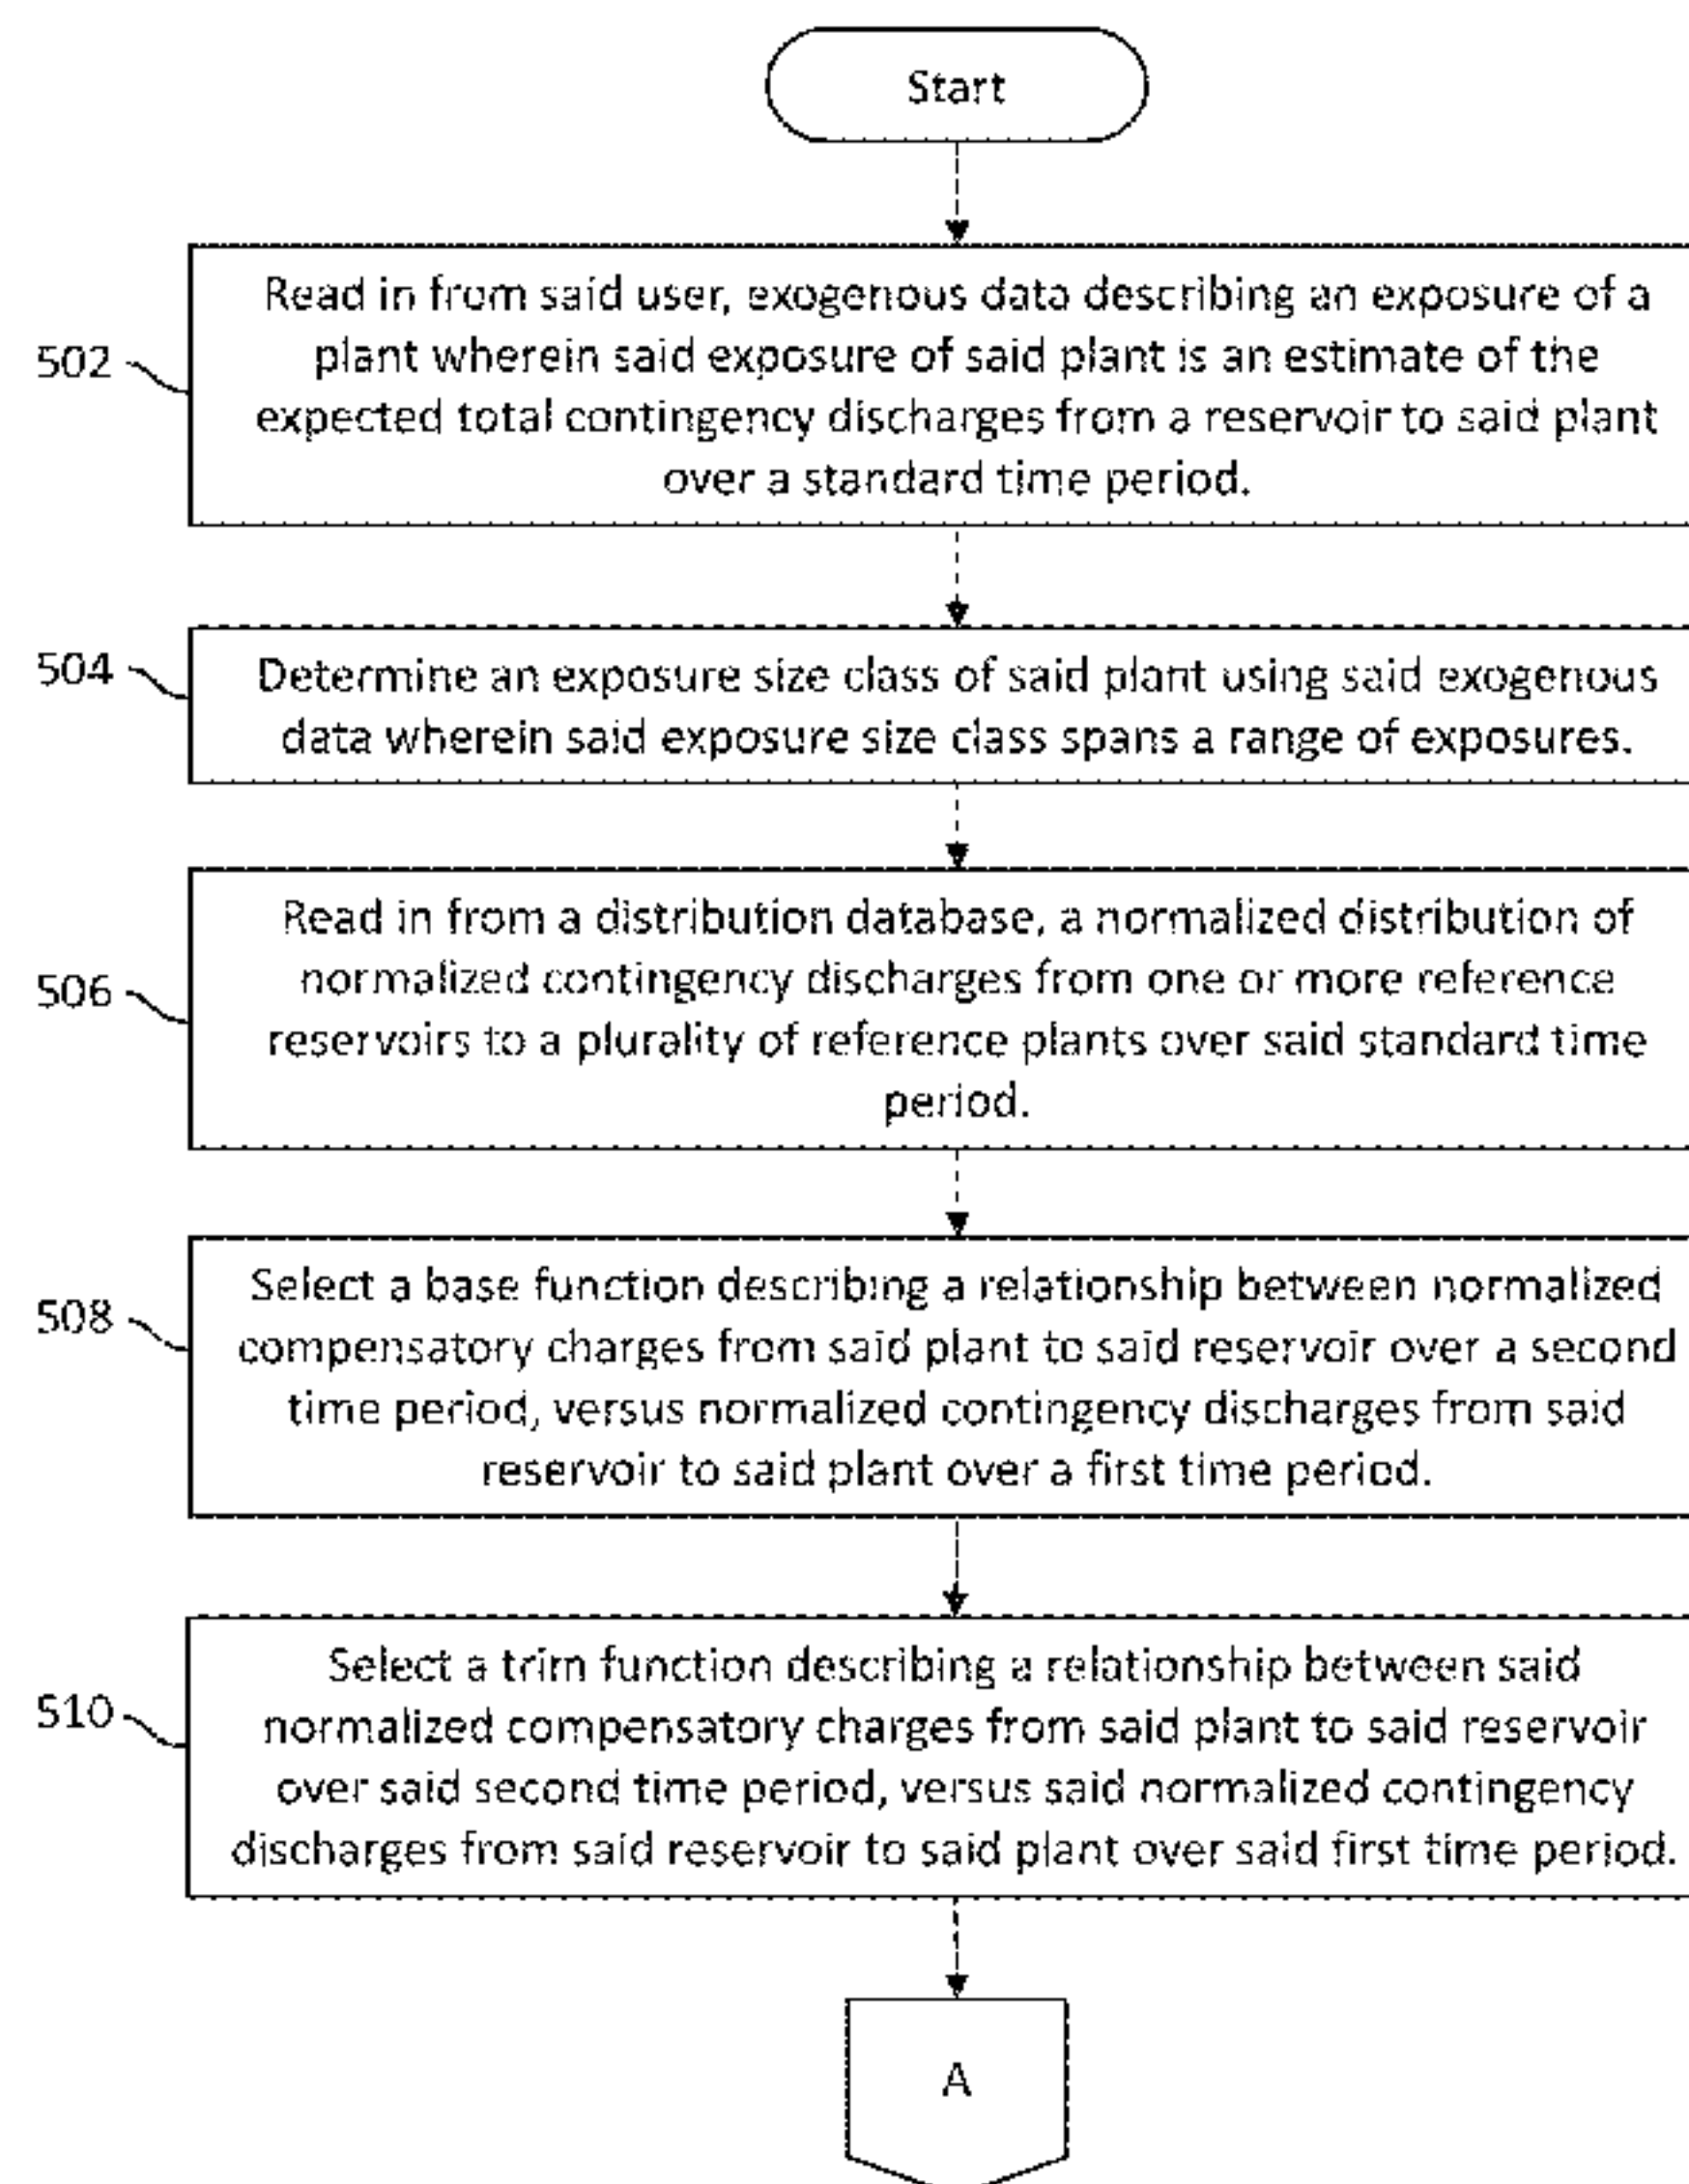 Start
502
Read in from said user, exogenous data describing an exposure of a
plant wherein said exposure of said plant is an estimate of the
expected total contingency discharges from a reservoir to said plant
over a standard time period.
504
Determine an exposure size class of said plant using said exogenous
data wherein said exposure size class spans a range of exposures.
506
Read in from a distribution database, a normalized distribution of
normalized contingency discharges from one or more reference
reservoirs to a plurality of reference plants over said standard time
period.
508
Select a base function describing a relationship between normalized
compensatory charges from said plant to said reservoir over a second
time period, versus normalized contingency discharges from said
reservoir to said plant over a first time period.
510
Select a trim function describing a relationship between said
normalized compensatory charges from said plant to said reservoir
over said second time period, versus said normalized contingency
discharges from said reservoir to said plant over said first time period.
A